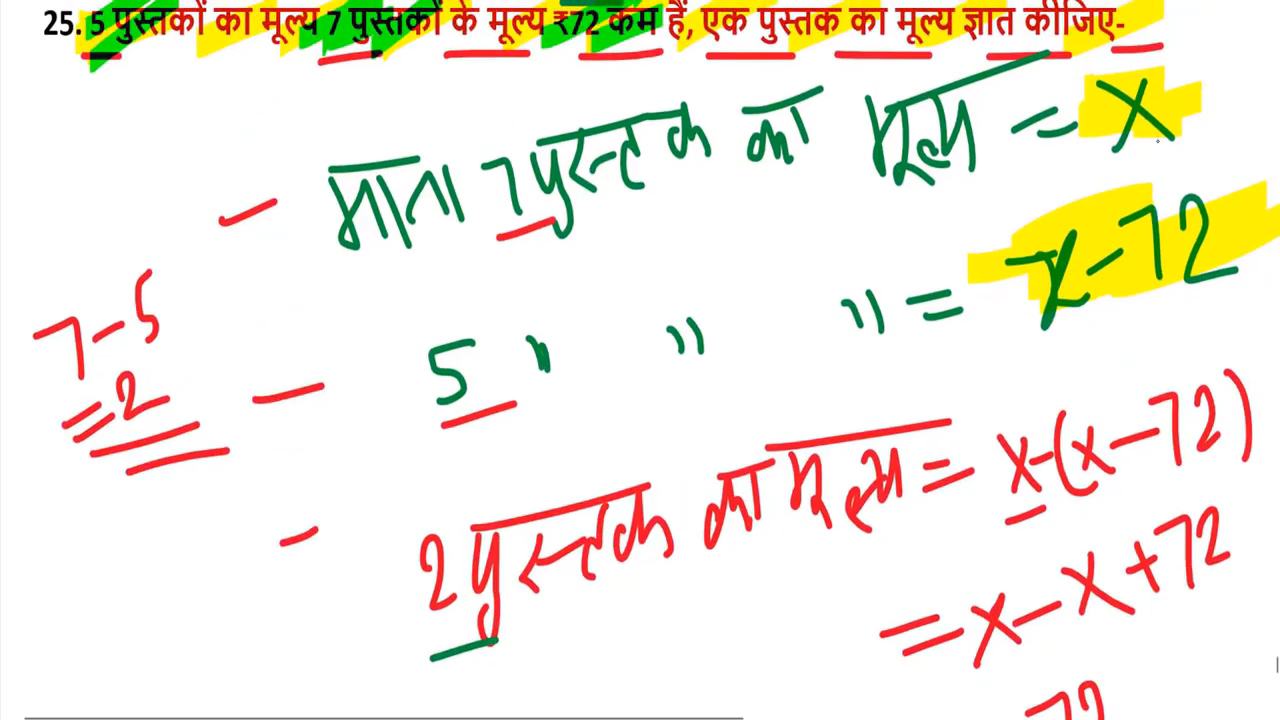 25. 5 पुस्तकों का मूल्य 7 पुस्तकों के मूल्य ₹72 कम हैं, एक पुस्तक का मूल्य ज्ञात कीजिए-
- माना 7 पुस्तक का मूल्य = x
7-5
=2
- 5 " " " = x-72
- 2 पुस्तक का मूल्य = x-(x-72)
= x-x+72
72